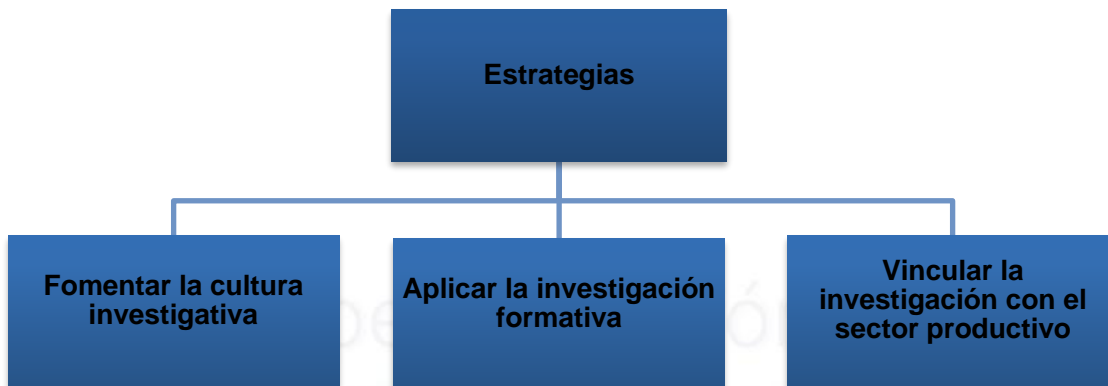 Estrategias
Fomentar la cultura
investigativa
Aplicar la investigación
formativa
Vincular la
investigación con el
sector productivo